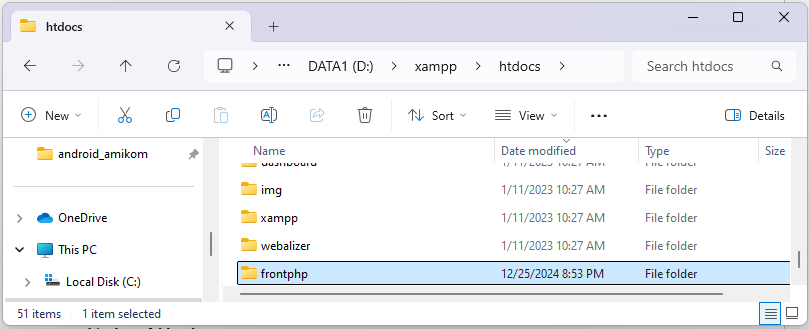 htdocs
DATA1 (D:) xampp htdocs Search htdocs
New Sort View Details
android_amikom
OneDrive
This PC
Local Disk (C:)
Name Date modified Type Size
dashboard 1/11/2023 10:27 AM File folder
img 1/11/2023 10:27 AM File folder
xampp 1/11/2023 10:27 AM File folder
webalizer 1/11/2023 10:27 AM File folder
frontphp 12/25/2024 8:53 PM File folder
51 items 1 item selected